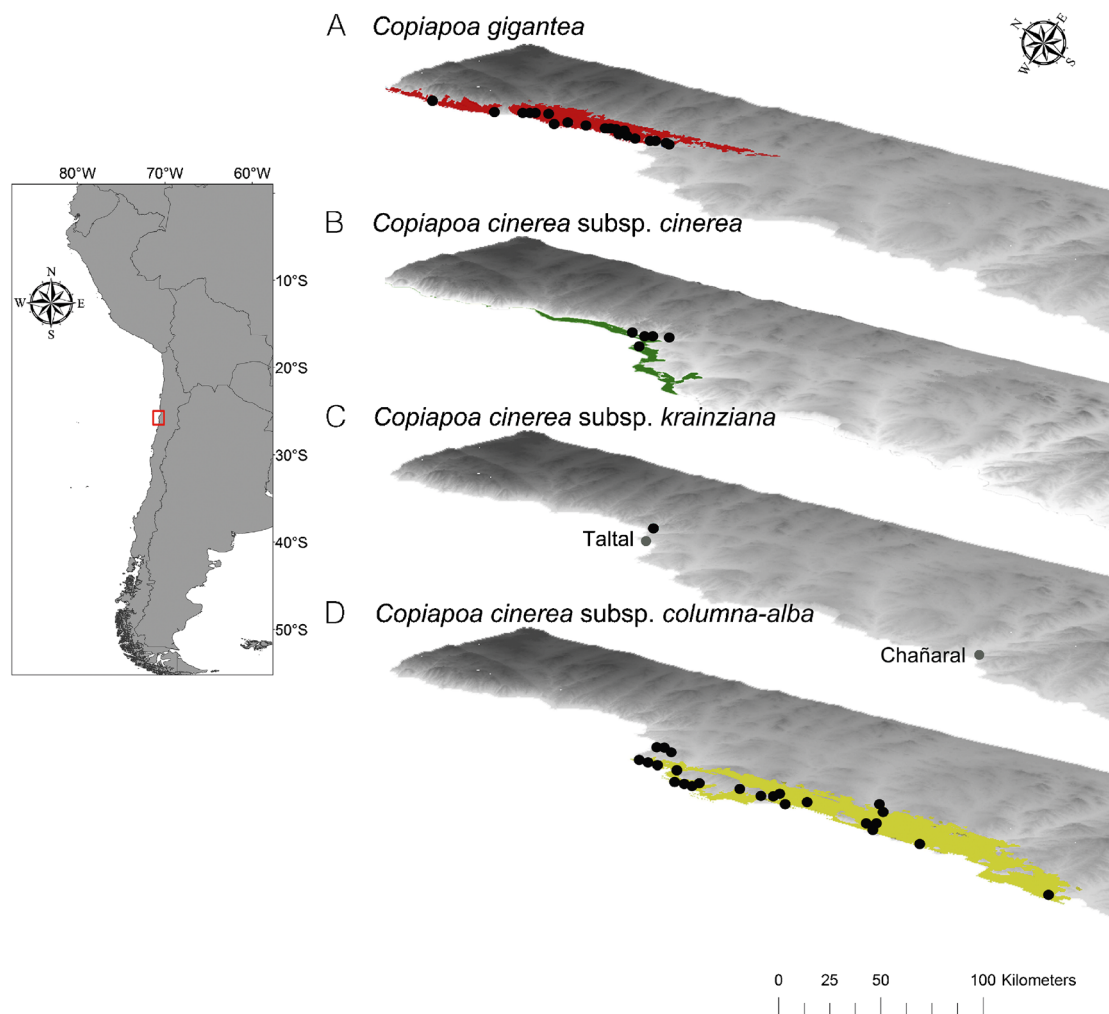 A Copiapoa gigantea
N
E
W
S
80°W 70°W 60°W
B Copiapoa cinerea subsp. cinerea
N
W E
S
10°S
20°S
30°S
40°S
50°S
C Copiapoa cinerea subsp. krainziana
Taltal
D Copiapoa cinerea subsp. columna-alba
Chañaral
0 25 50 100 Kilometers